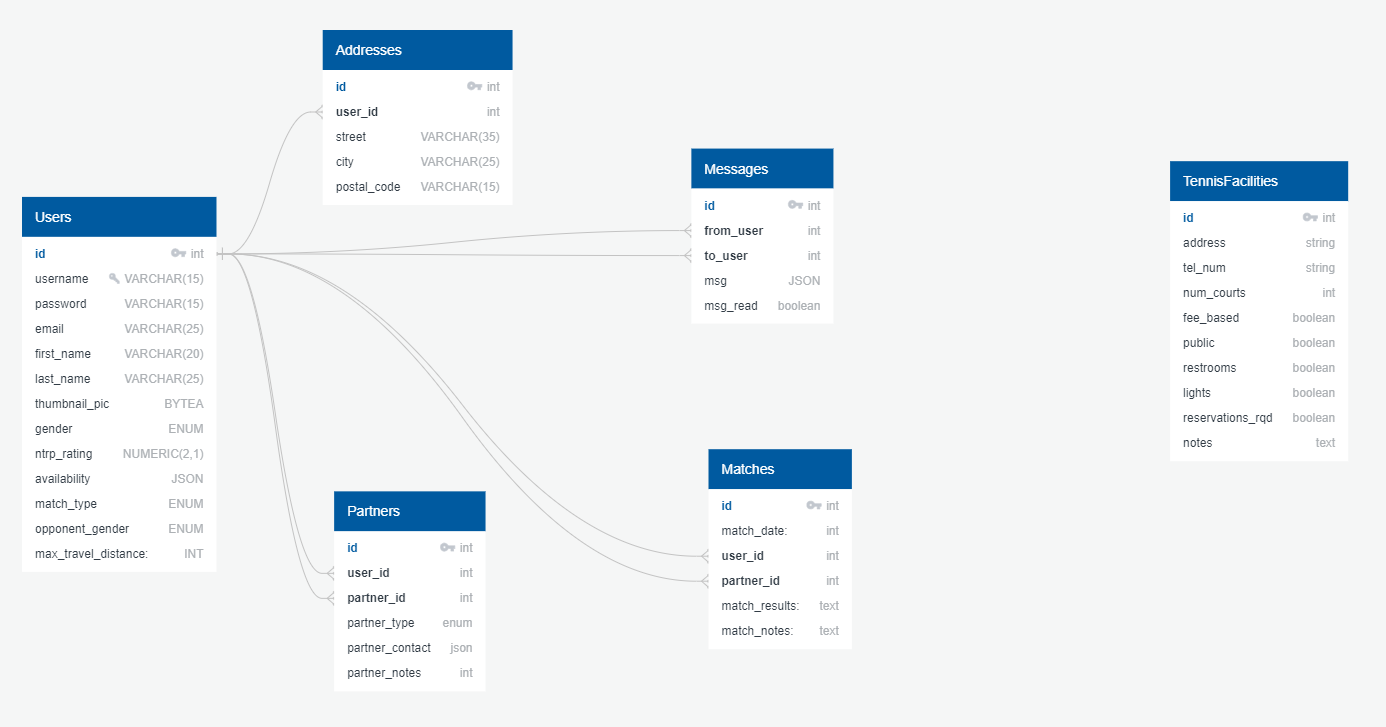 Addresses
id int
user_id int
street VARCHAR(35)
city VARCHAR(25)
postal_code VARCHAR(15)
Users
id int
username VARCHAR(15)
password VARCHAR(15)
email VARCHAR(25)
first_name VARCHAR(20)
last_name VARCHAR(25)
thumbnail_pic BYTEA
gender ENUM
ntrp_rating NUMERIC(2,1)
availability JSON
match_type ENUM
opponent_gender ENUM
max_travel_distance: INT
Partners
id int
user_id int
partner_id int
partner_type enum
partner_contact json
partner_notes int
Messages
id int
from_user int
to_user int
msg JSON
msg_read boolean
Matches
id int
match_date: int
user_id int
partner_id int
match_results: text
match_notes: text
TennisFacilities
id int
address string
tel_num string
num_courts int
fee_based boolean
public boolean
restrooms boolean
lights boolean
reservations_rqd boolean
notes text